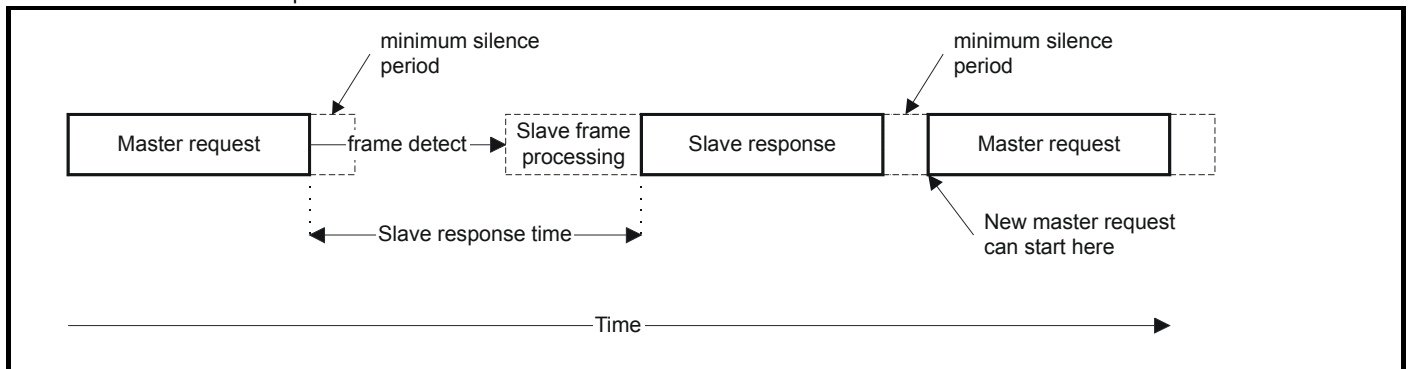 minimum silence
period
minimum silence
period
Master request
frame detect
Slave frame
processing
Slave response
Master request
Slave response time
New master request
can start here
Time